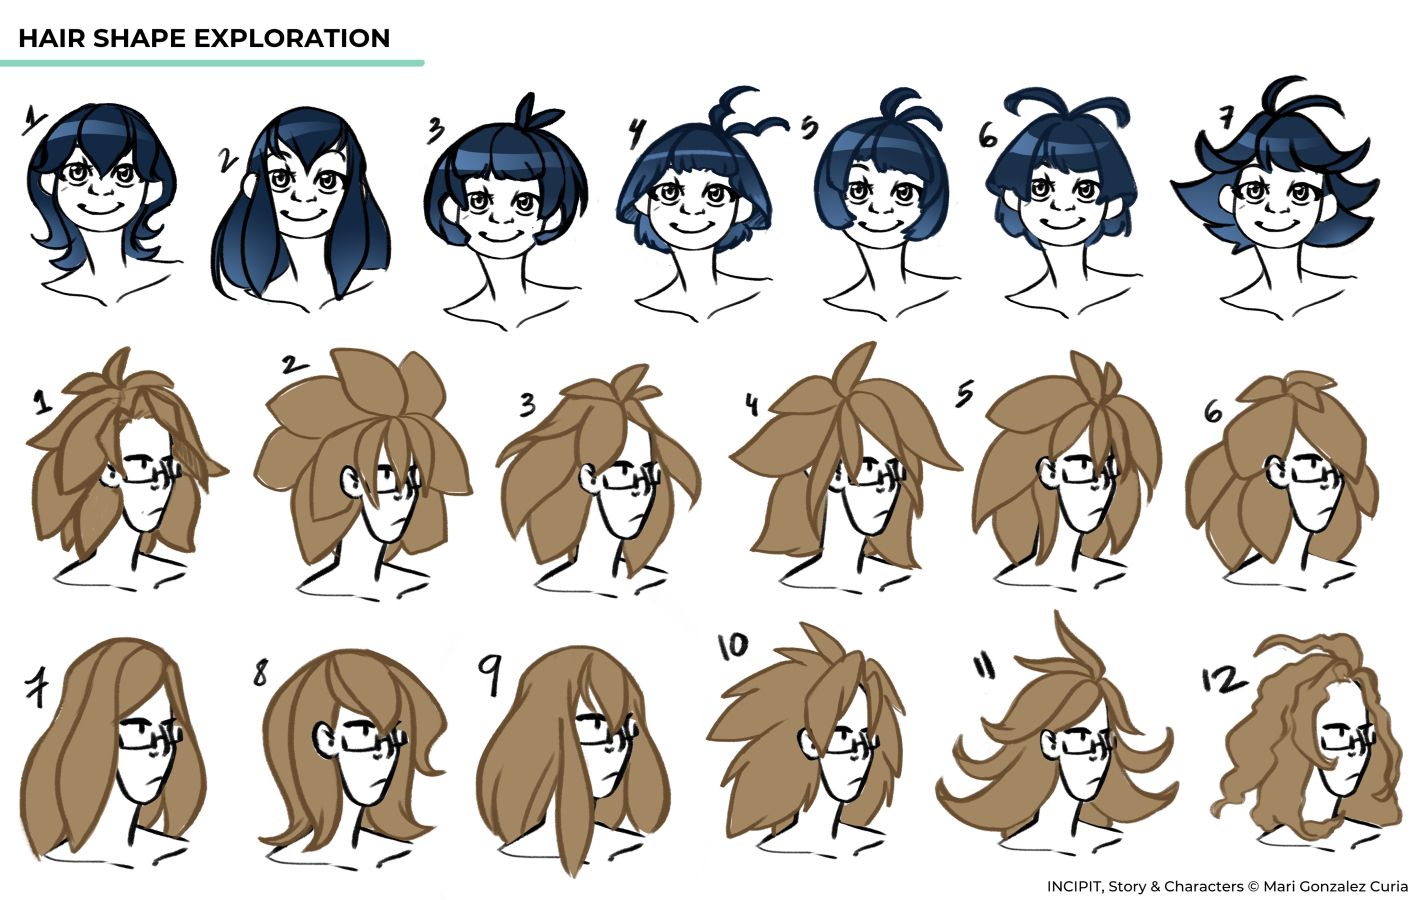 HAIR SHAPE EXPLORATION
1 2 3 4 5 6 7
1 2 3 4 5 6
7 8 9 10 11 12
INCIPIT, Story & Characters © Mari Gonzalez Curia